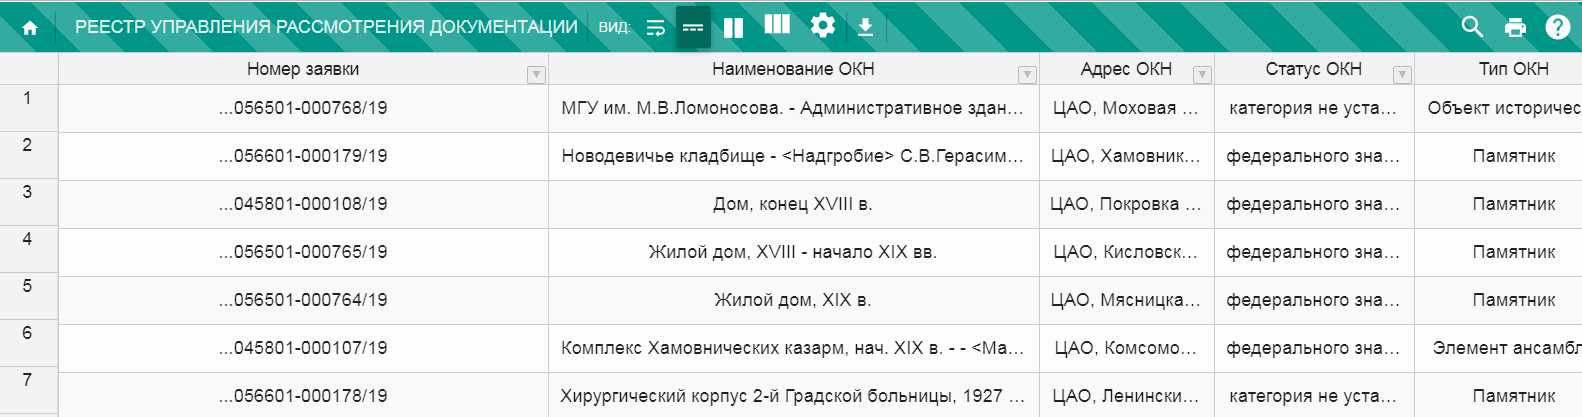 РЕЕСТР УПРАВЛЕНИЯ РАССМОТРЕНИЯ ДОКУМЕНТАЦИИ ВИД:
Номер заявки Наименование ОКН Адрес ОКН Статус ОКН Тип ОКН
1 ...056501-000768/19 МГУ им. М.В.Ломоносова. - Административное здан... ЦАО, Моховая ... категория не уста... Объект историчес
2 ...056601-000179/19 Новодевичье кладбище - <Надгробие> С.В.Герасим... ЦАО, Хамовник... федерального зна... Памятник
3 ...045801-000108/19 Дом, конец XVIII в. ЦАО, Покровка ... федерального зна... Памятник
4 ...056501-000765/19 Жилой дом, XVIII - начало XIX вв. ЦАО, Кисловск... федерального зна... Памятник
5 ...056501-000764/19 Жилой дом, XIX в. ЦАО, Мясницка... федерального зна... Памятник
6 ...045801-000107/19 Комплекс Хамовнических казарм, нач. XIX в. - - <Ма... ЦАО, Комсомо... федерального зна... Элемент ансамбл
7 ...056601-000178/19 Хирургический корпус 2-й Градской больницы, 1927 ... ЦАО, Ленински... категория не уста... Памятник